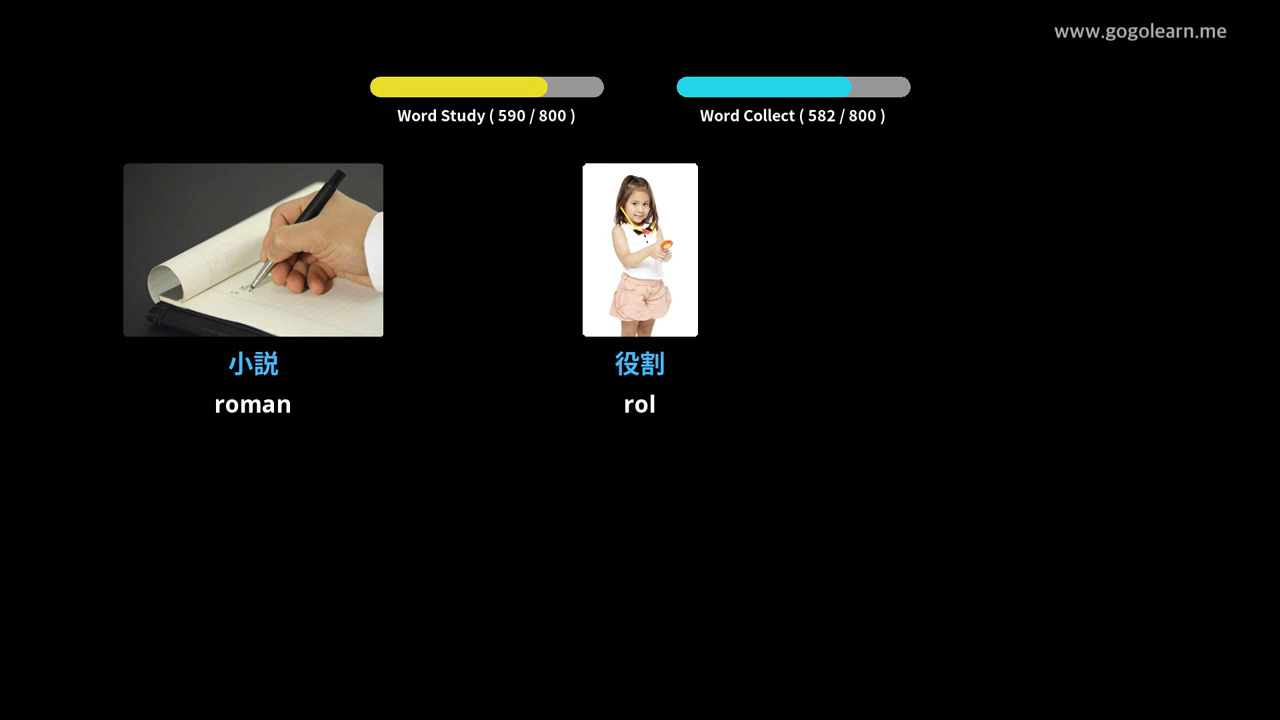 www.gogolearn.me
Word Study ( 590 / 800 )
Word Collect ( 582 / 800 )
小説
roman
役割
rol